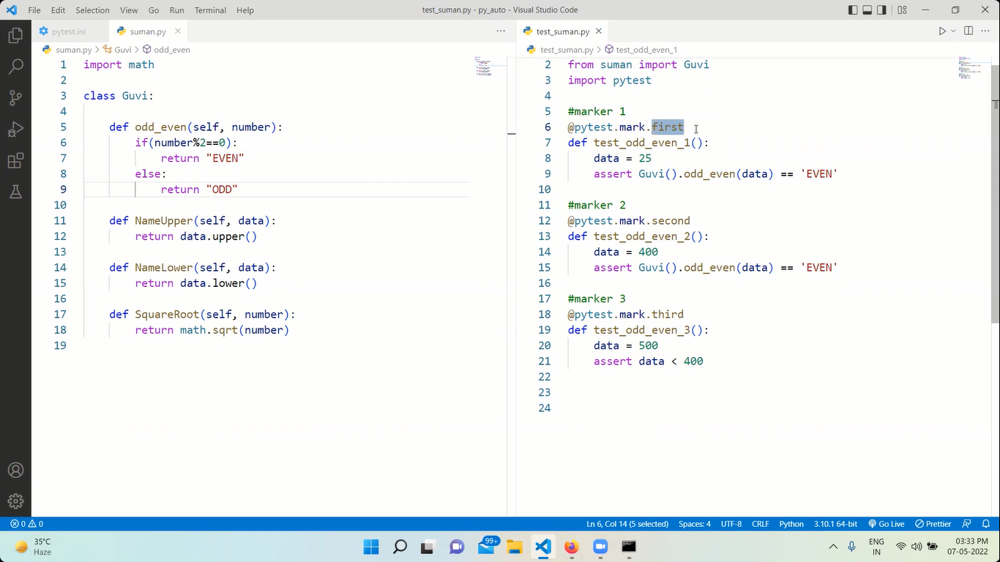 File Edit Selection View Go Run Terminal Help
test_suman.py - py_auto - Visual Studio Code
pytest.ini
suman.py
suman.py > Guvi > odd_even
1 import math
2
3 class Guvi:
4
5 def odd_even(self, number):
6 if(number%2==0):
7 return "EVEN"
8 else:
9 return "ODD"
10
11 def NameUpper(self, data):
12 return data.upper()
13
14 def NameLower(self, data):
15 return data.lower()
16
17 def SquareRoot(self, number):
18 return math.sqrt(number)
19
test_suman.py
test_suman.py > test_odd_even_1
2 from suman import Guvi
3 import pytest
4
5 #marker 1
6 @pytest.mark.first
7 def test_odd_even_1():
8 data = 25
9 assert Guvi().odd_even(data) == 'EVEN'
10
11 #marker 2
12 @pytest.mark.second
13 def test_odd_even_2():
14 data = 400
15 assert Guvi().odd_even(data) == 'EVEN'
16
17 #marker 3
18 @pytest.mark.third
19 def test_odd_even_3():
20 data = 500
21 assert data < 400
22
23
24
0 0
Ln 6, Col 14 (5 selected) Spaces: 4 UTF-8 CRLF Python 3.10.1 64-bit Go Live Prettier
35°C
Haze
99+
ENG
IN
03:33 PM
07-05-2022